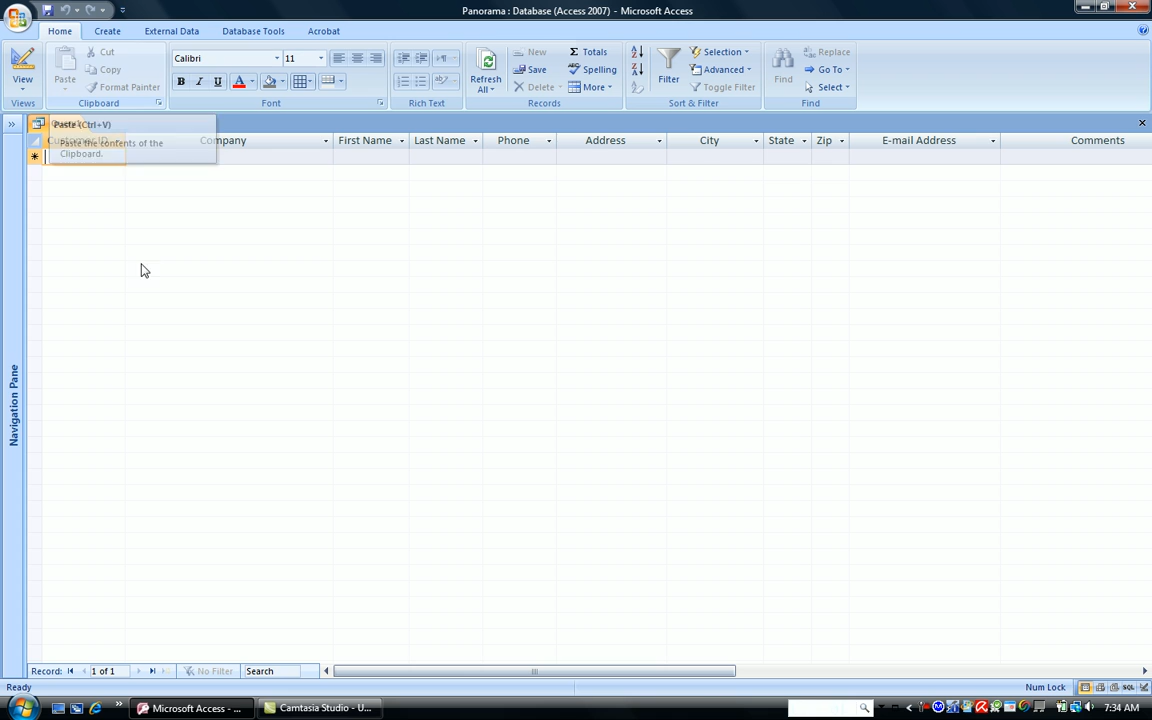 Panorama : Database (Access 2007) - Microsoft Access
Home Create External Data Database Tools Acrobat
View
Views
Paste
Cut
Copy
Format Painter
Clipboard
Calibri 11
B I U A
Font
Rich Text
Refresh All
New
Save
Delete
Totals
Spelling
More
Records
Filter
Selection
Advanced
Toggle Filter
Sort & Filter
Find
Replace
Go To
Select
Find
Paste (Ctrl+V)
Paste the contents of the
Clipboard.
Customer ID Company First Name Last Name Phone Address City State Zip E-mail Address Comments
Navigation Pane
Record: 1 of 1 No Filter Search
Ready Num Lock SQL
Microsoft Access - ... Camtasia Studio - U... 7:34 AM